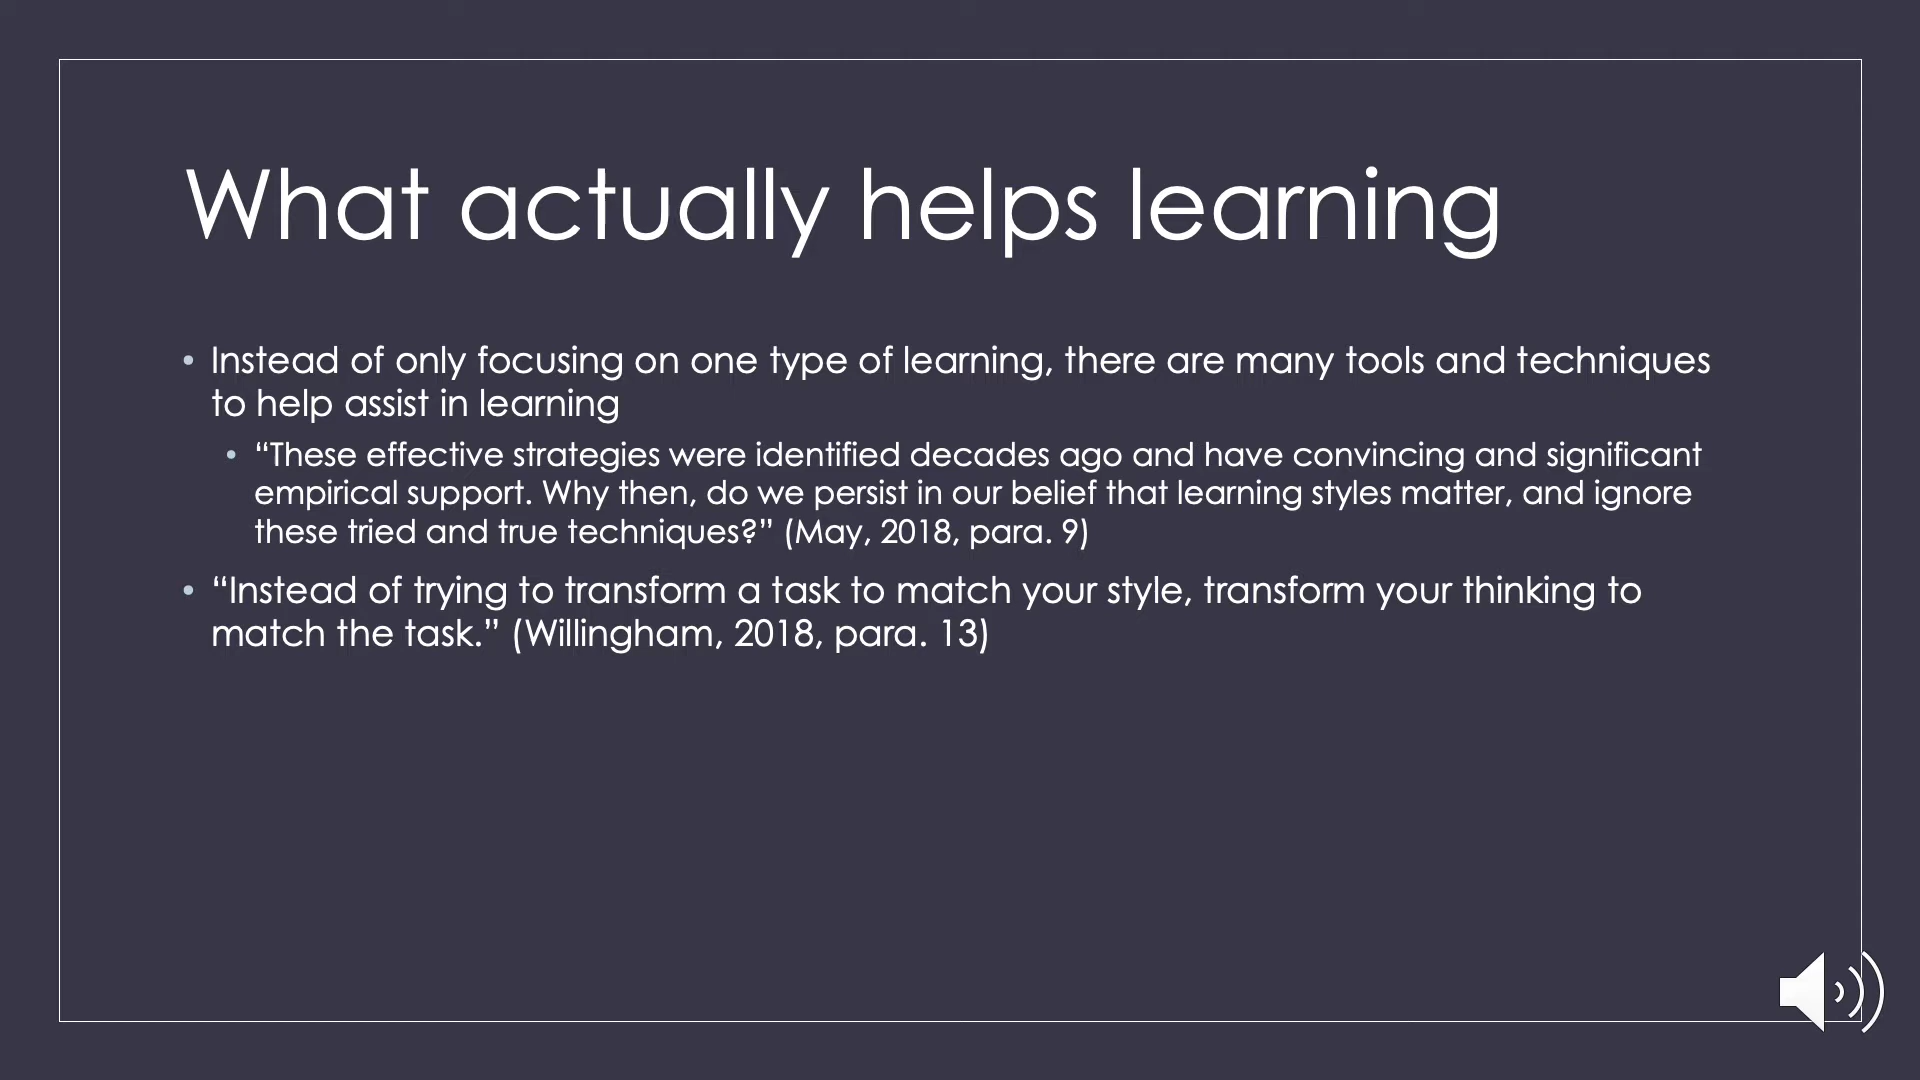 What actually helps learning
• Instead of only focusing on one type of learning, there are many tools and techniques
to help assist in learning
• “These effective strategies were identified decades ago and have convincing and significant
empirical support. Why then, do we persist in our belief that learning styles matter, and ignore
these tried and true techniques?” (May, 2018, para. 9)
• “Instead of trying to transform a task to match your style, transform your thinking to
match the task.” (Willingham, 2018, para. 13)